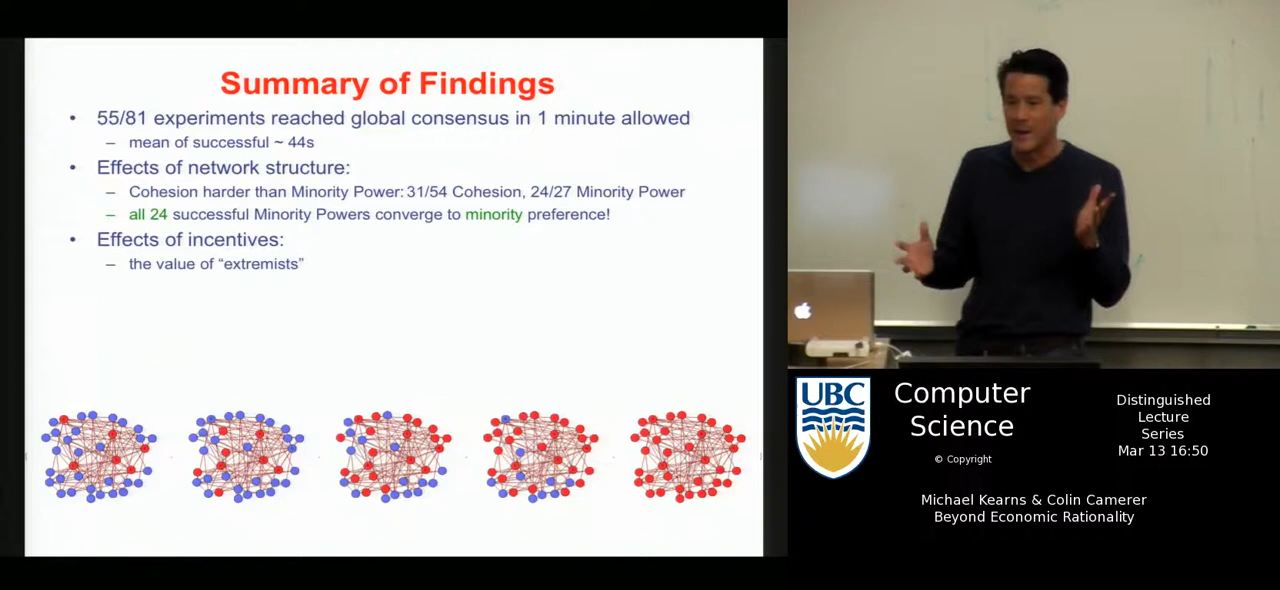 Summary of Findings
• 55/81 experiments reached global consensus in 1 minute allowed
– mean of successful ~ 44s
• Effects of network structure:
– Cohesion harder than Minority Power: 31/54 Cohesion, 24/27 Minority Power
– all 24 successful Minority Powers converge to minority preference!
• Effects of incentives:
– the value of “extremists”
UBC
Computer
Science
© Copyright
Distinguished
Lecture
Series
Mar 13 16:50
Michael Kearns & Colin Camerer
Beyond Economic Rationality